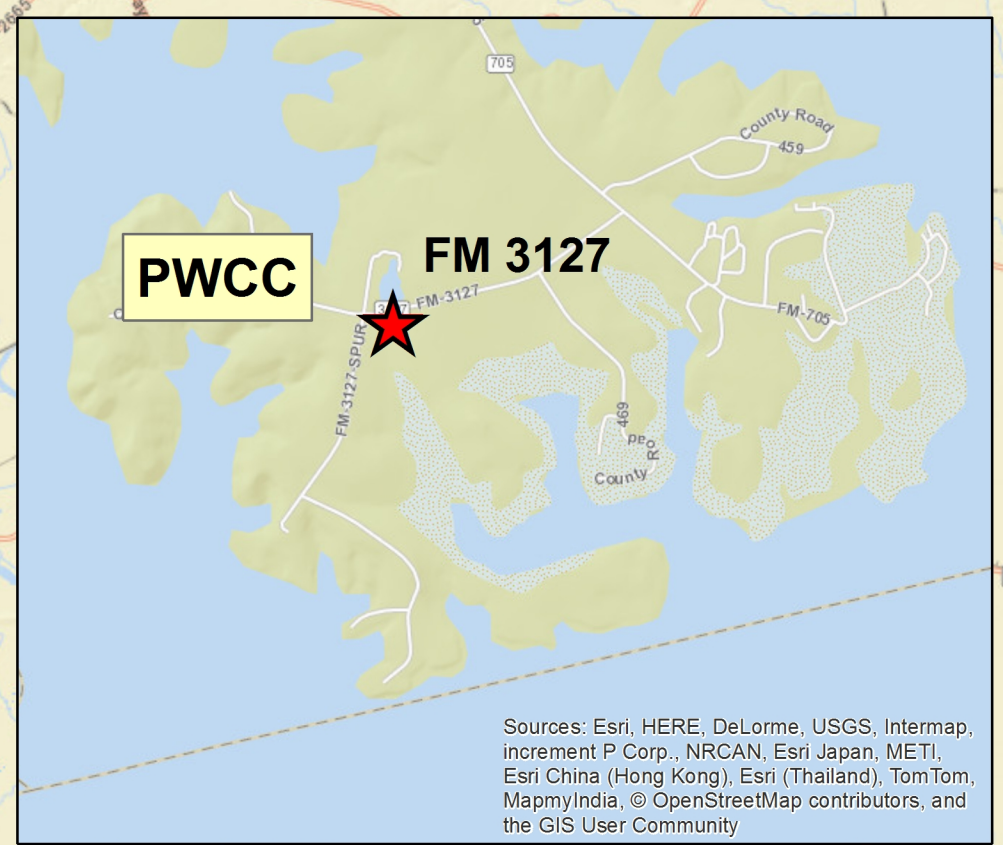 2665
705
County Road
459
FM 3127
PWCC
FM-3127
FM-705
FM-3127-SPUR
469
County Road
Sources: Esri, HERE, DeLorme, USGS, Intermap,
increment P Corp., NRCAN, Esri Japan, METI,
Esri China (Hong Kong), Esri (Thailand), TomTom,
MapmyIndia, © OpenStreetMap contributors, and
the GIS User Community